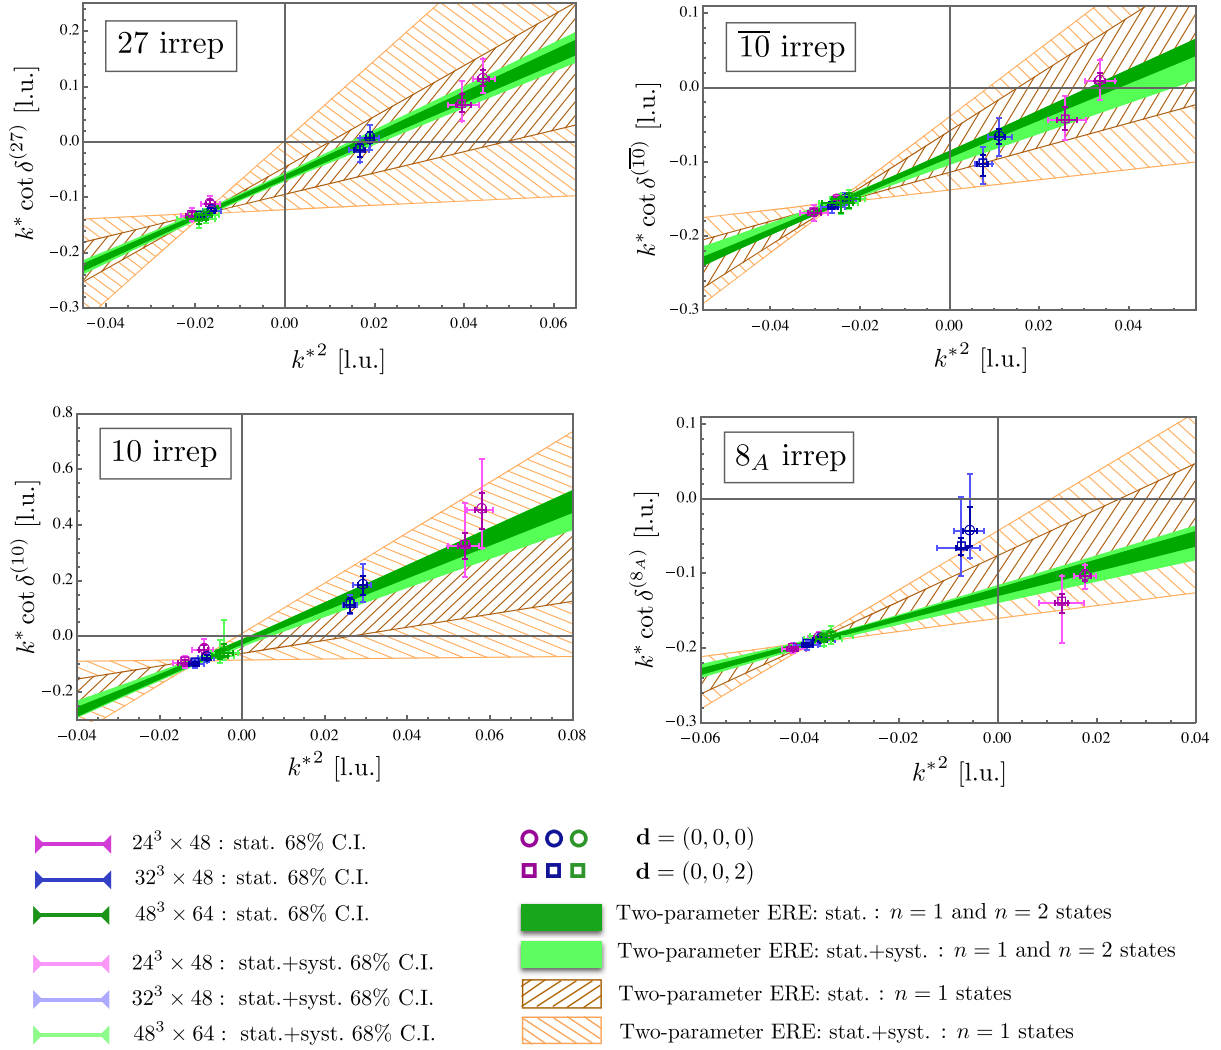 27 irrep
k* cot δ^(27) [l.u.]
0.2
0.1
0.0
−0.1
−0.2
−0.3
−0.04 −0.02 0.00 0.02 0.04 0.06
k*² [l.u.]
1̅0̅ irrep
k* cot δ^(1̅0̅) [l.u.]
0.1
0.0
−0.1
−0.2
−0.3
−0.04 −0.02 0.00 0.02 0.04
k*² [l.u.]
10 irrep
k* cot δ^(10) [l.u.]
0.8
0.6
0.4
0.2
0.0
−0.2
−0.04 −0.02 0.00 0.02 0.04 0.06 0.08
k*² [l.u.]
8_A irrep
k* cot δ^(8_A) [l.u.]
0.1
0.0
−0.1
−0.2
−0.3
−0.06 −0.04 −0.02 0.00 0.02 0.04
k*² [l.u.]
24³ × 48 : stat. 68% C.I.
32³ × 48 : stat. 68% C.I.
48³ × 64 : stat. 68% C.I.
24³ × 48 : stat.+syst. 68% C.I.
32³ × 48 : stat.+syst. 68% C.I.
48³ × 64 : stat.+syst. 68% C.I.
d = (0, 0, 0)
d = (0, 0, 2)
Two-parameter ERE: stat. : n = 1 and n = 2 states
Two-parameter ERE: stat.+syst. : n = 1 and n = 2 states
Two-parameter ERE: stat. : n = 1 states
Two-parameter ERE: stat.+syst. : n = 1 states